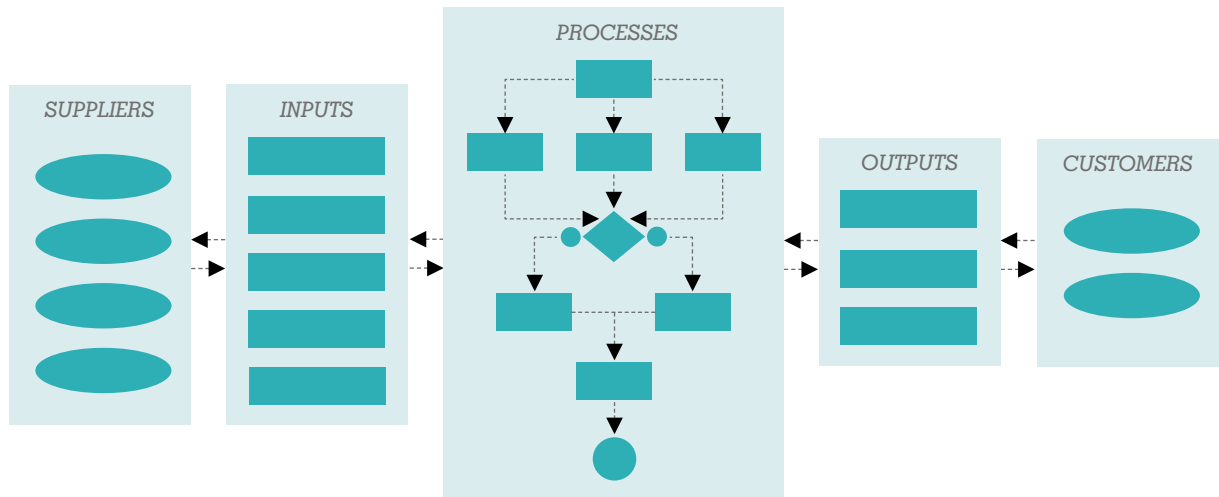 SUPPLIERS
INPUTS
PROCESSES
OUTPUTS
CUSTOMERS